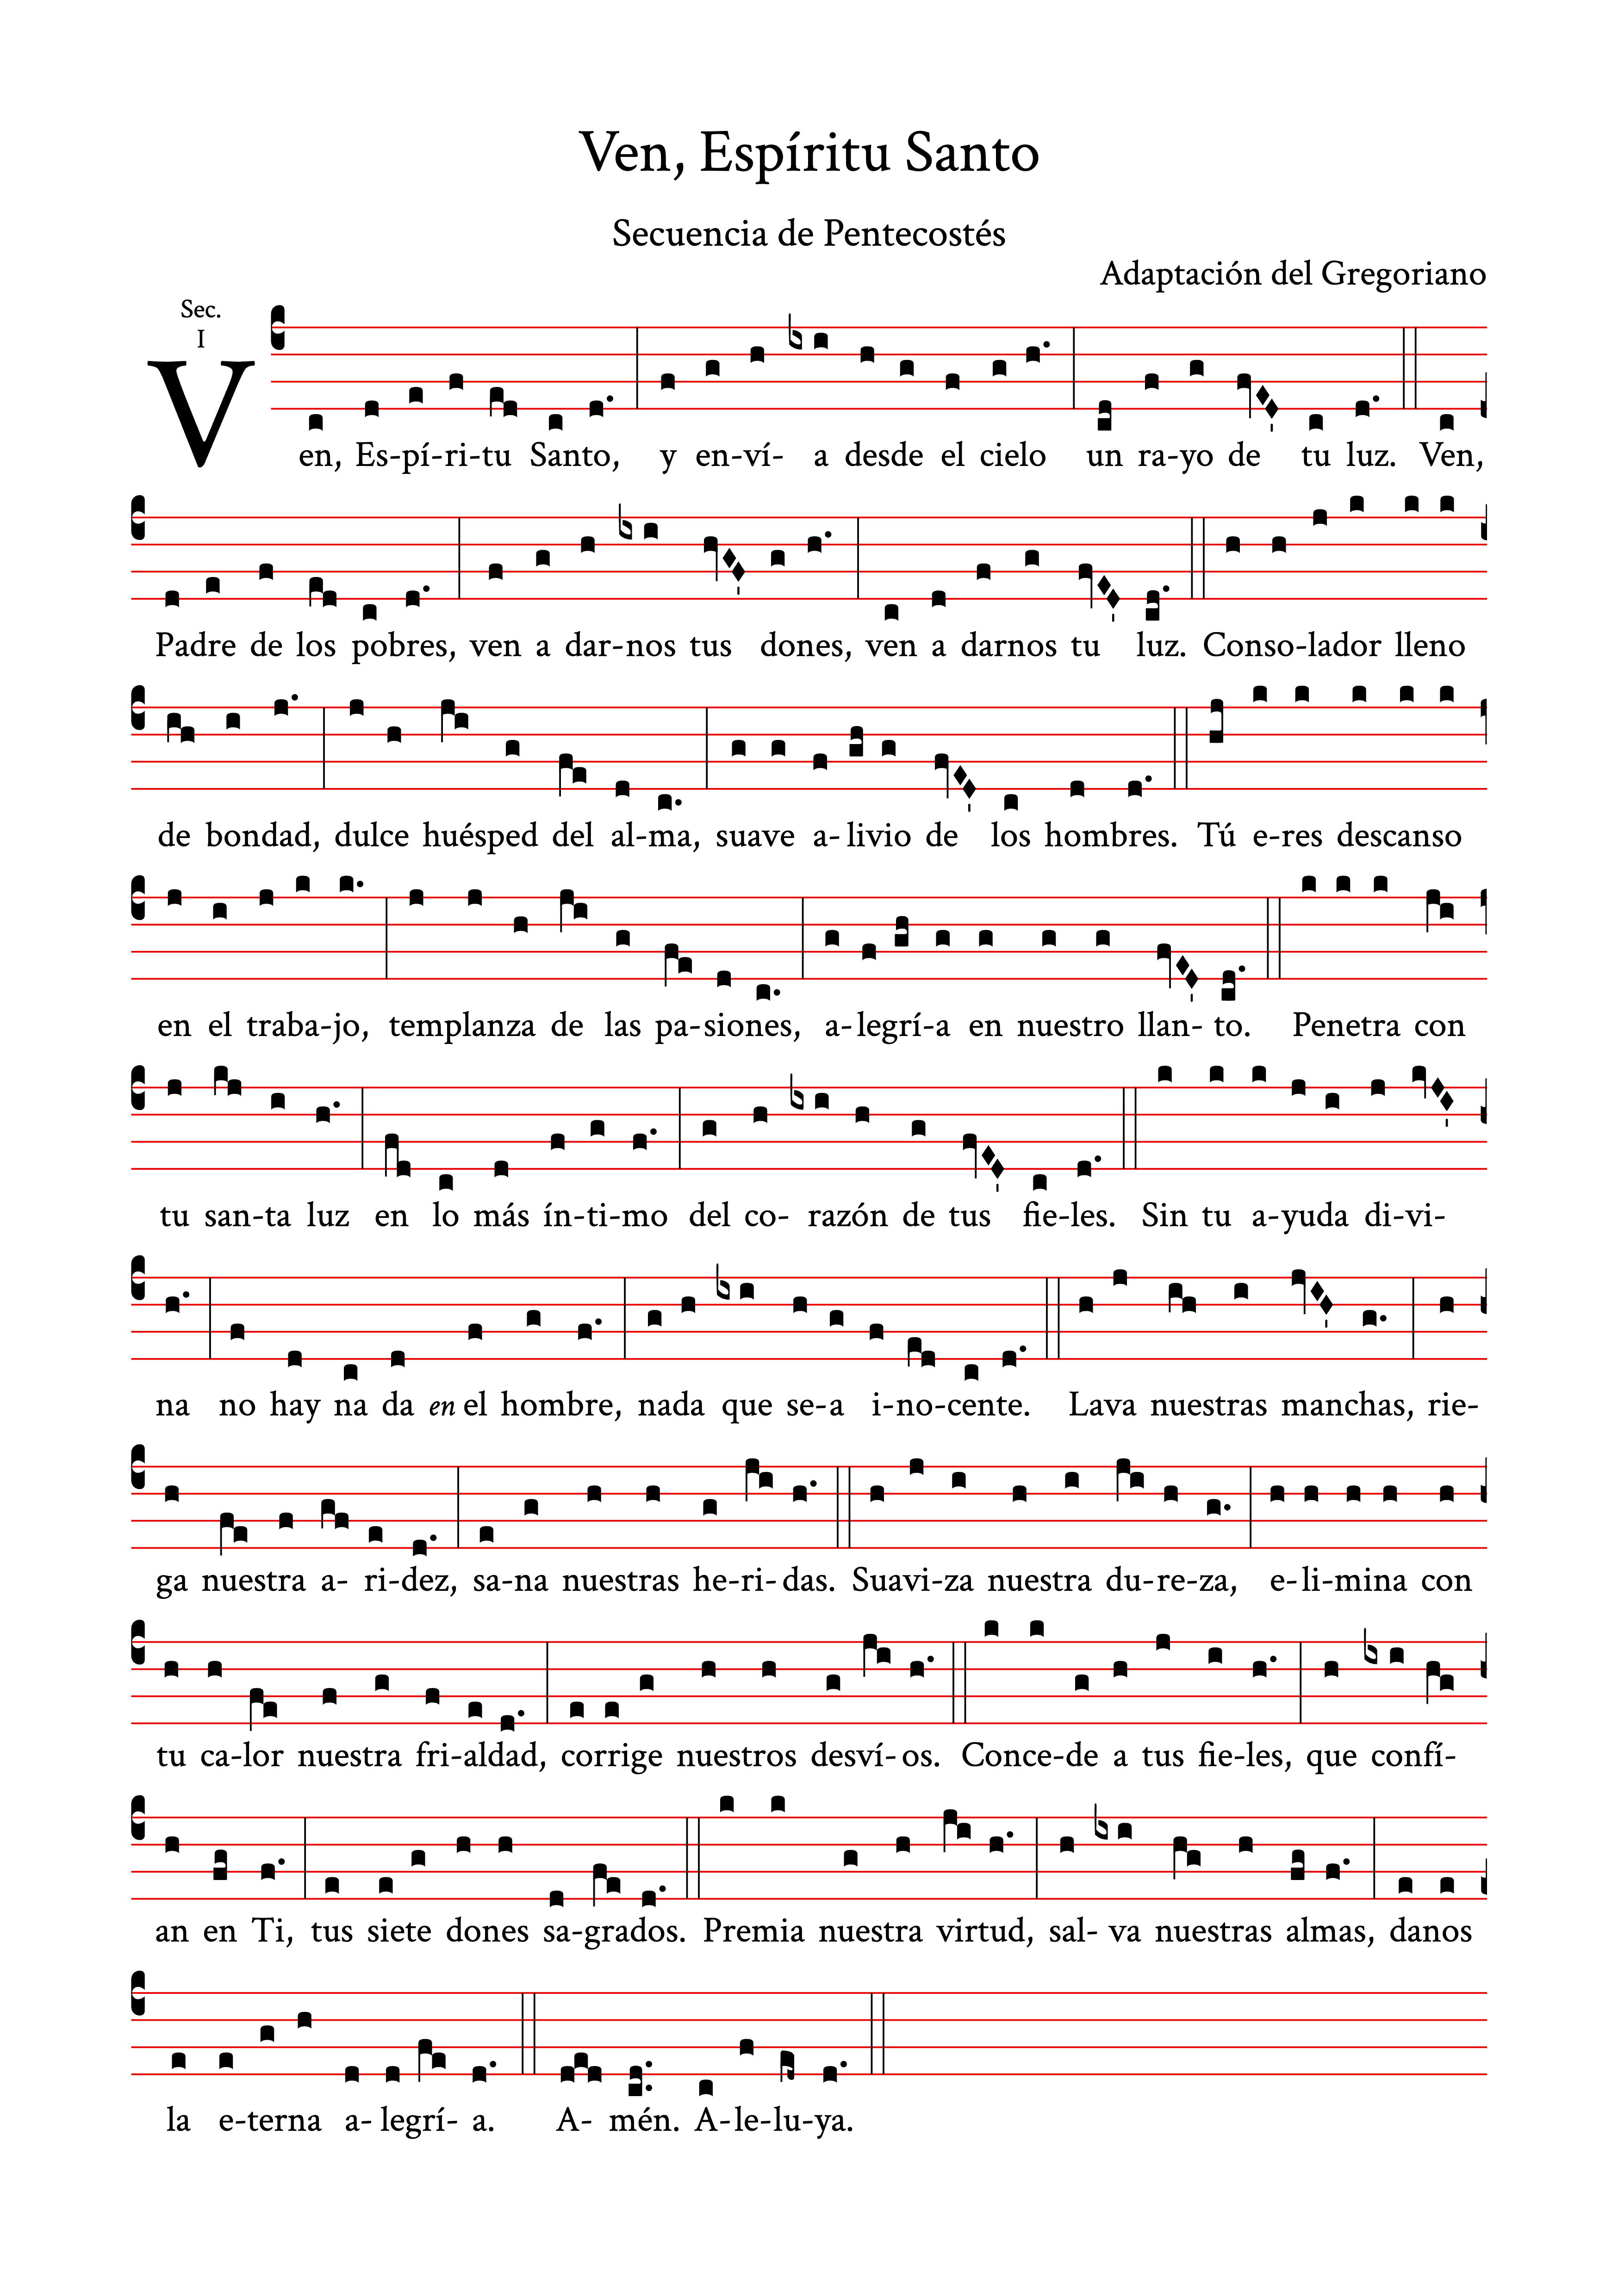 Ven, Espíritu Santo
Secuencia de Pentecostés
Adaptación del Gregoriano
Sec.
I
Ven, Es-pí-ri-tu Santo, y en-ví- a desde el cielo un ra-yo de tu luz. Ven,
Padre de los pobres, ven a dar-nos tus dones, ven a darnos tu luz. Conso-lador lleno
de bondad, dulce huésped del al-ma, suave a-livio de los hombres. Tú e-res descanso
en el traba-jo, templanza de las pa-siones, a-legrí-a en nuestro llan- to. Penetra con
tu san-ta luz en lo más ín-ti-mo del co- razón de tus fie-les. Sin tu a-yuda di-vi-
na no hay na da en el hombre, nada que se-a i-no-cente. Lava nuestras manchas, rie-
ga nuestra a- ri-dez, sa-na nuestras he-ri-das. Suavi-za nuestra du-re-za, e-li-mina con
tu ca-lor nuestra fri-aldad, corrige nuestros desví-os. Conce-de a tus fie-les, que confí-
an en Ti, tus siete dones sa-grados. Premia nuestra virtud, sal- va nuestras almas, danos
la e-terna a-legrí- a. A- mén. A-le-lu-ya.